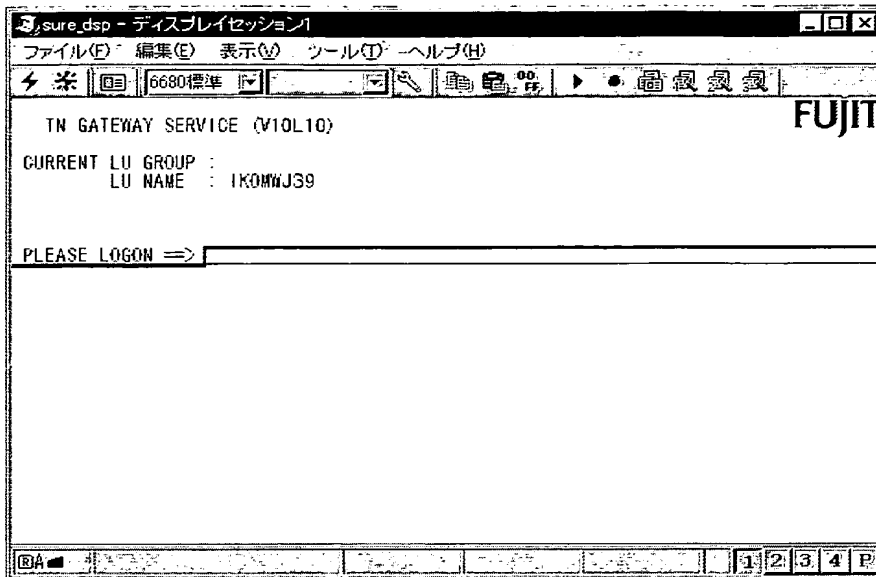 sure_dsp - ディスプレイセッション1
ファイル(F) 編集(E) 表示(V) ツール(T) ヘルプ(H)
6680標準
FUJIT
TN GATEWAY SERVICE (V10L10)
CURRENT LU GROUP :
LU NAME : IKOMWJ39
PLEASE LOGON ==>
A
1 2 3 4 P